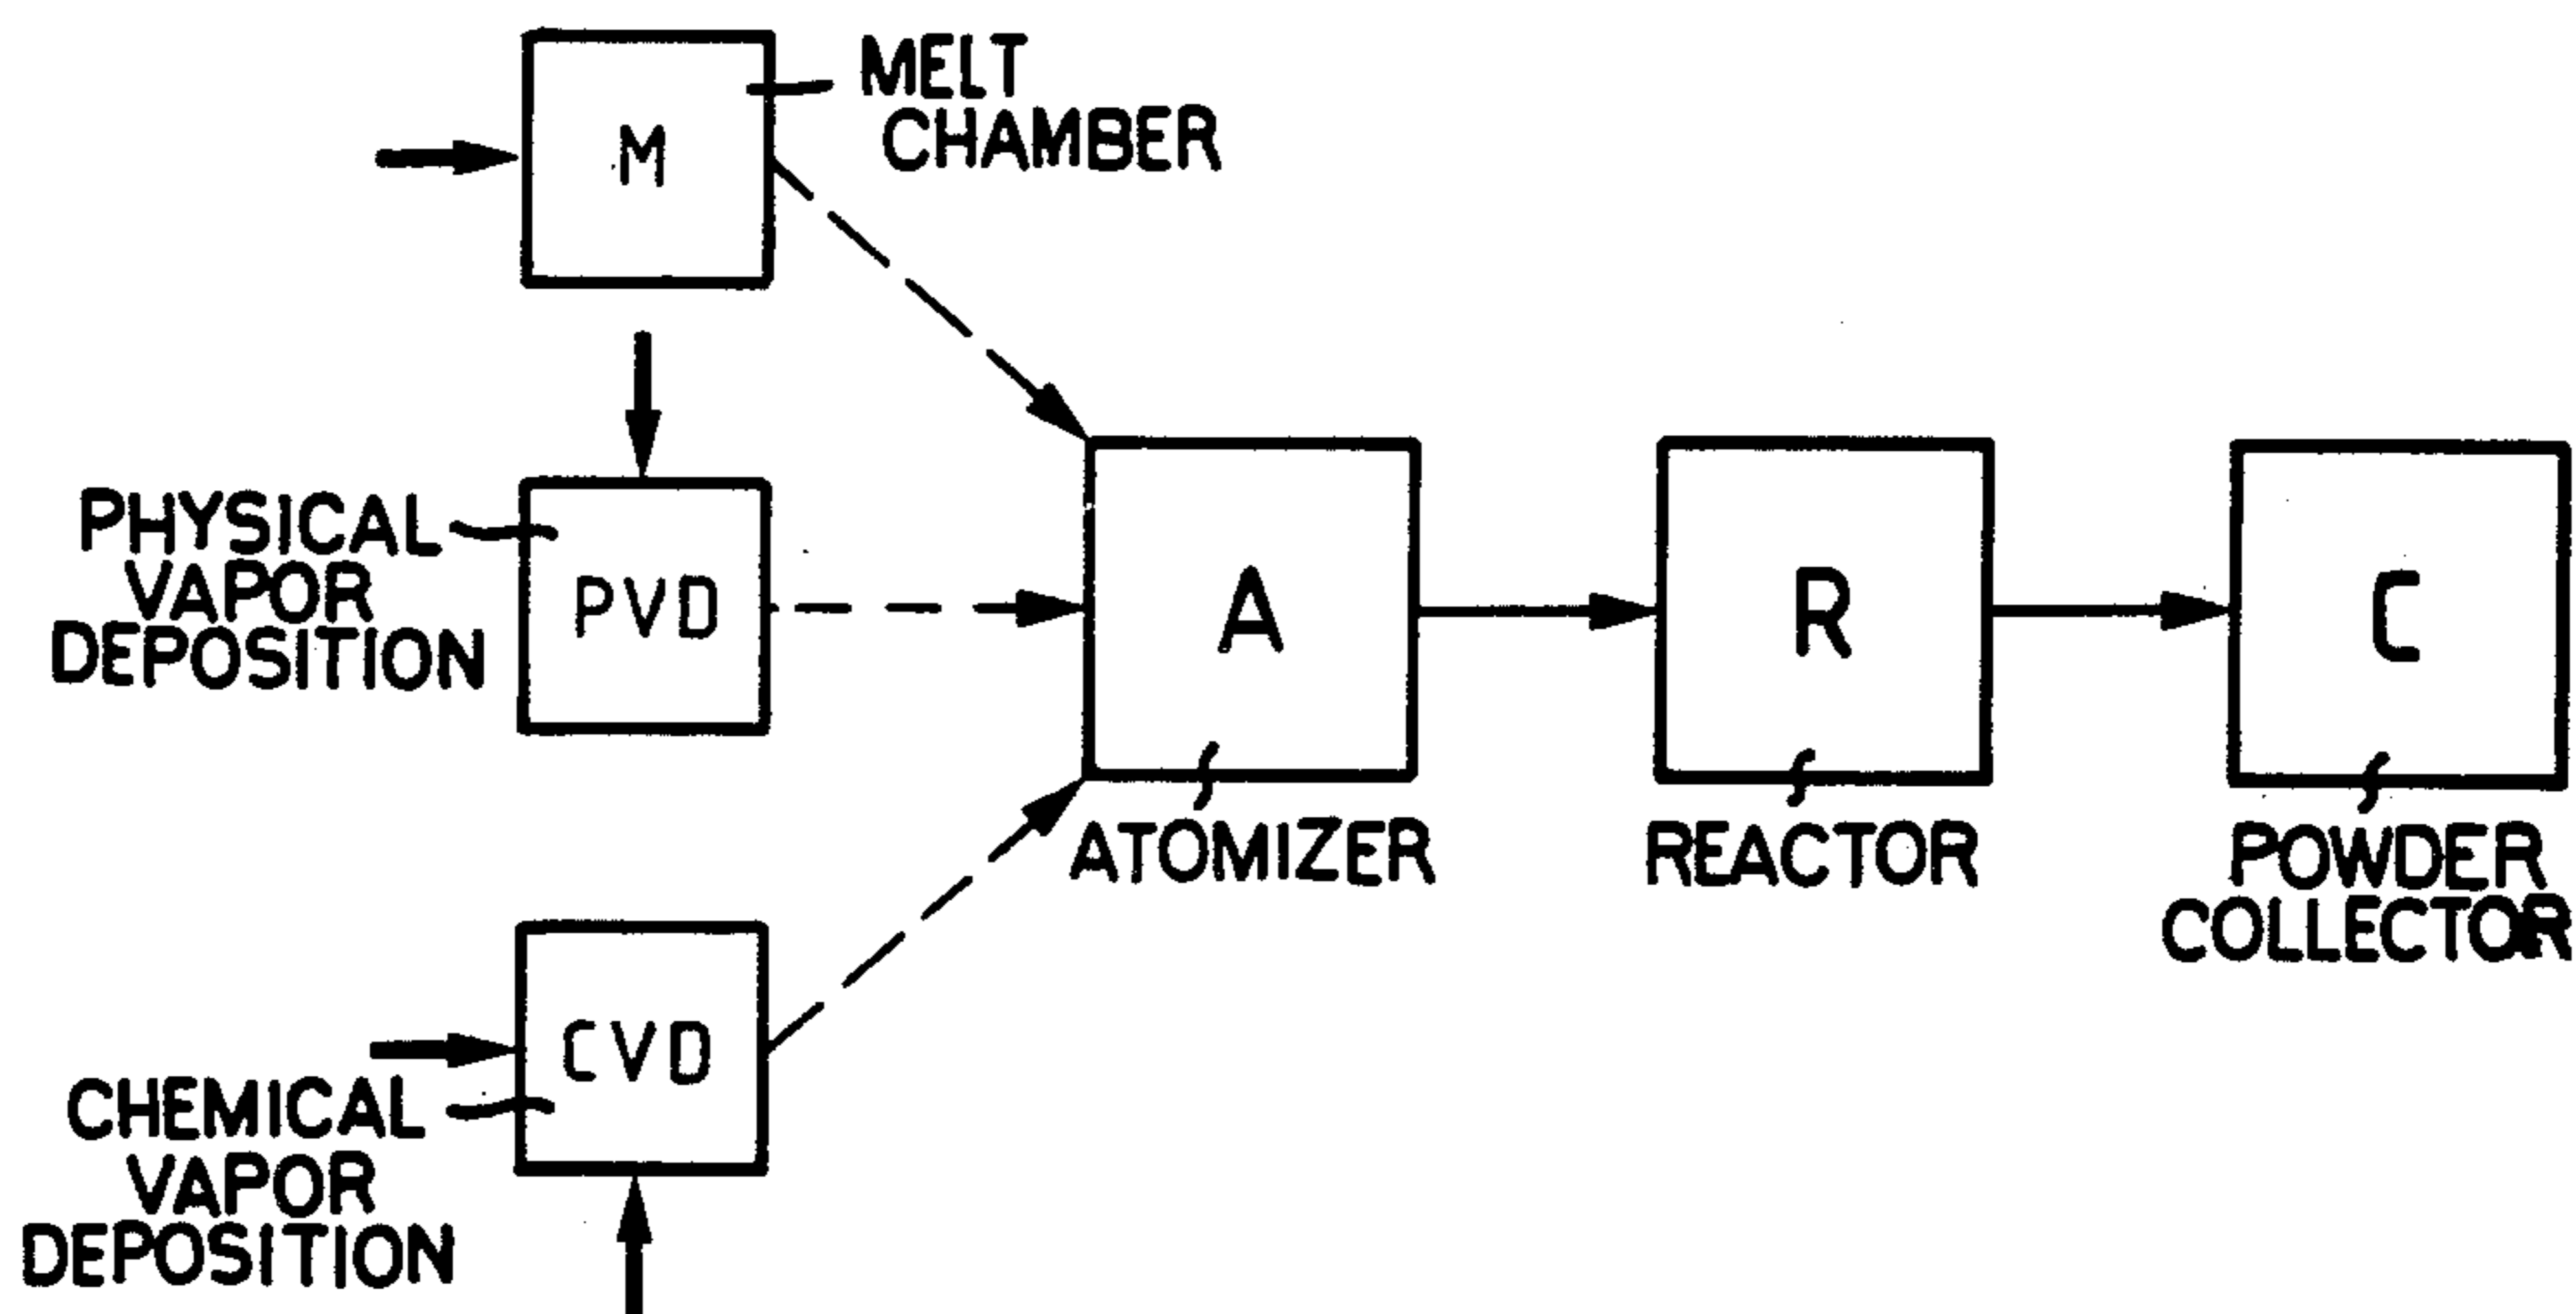 MELT
CHAMBER
M
PHYSICAL
VAPOR
DEPOSITION
PVD
A
ATOMIZER
R
REACTOR
C
POWDER
COLLECTOR
CVD
CHEMICAL
VAPOR
DEPOSITION